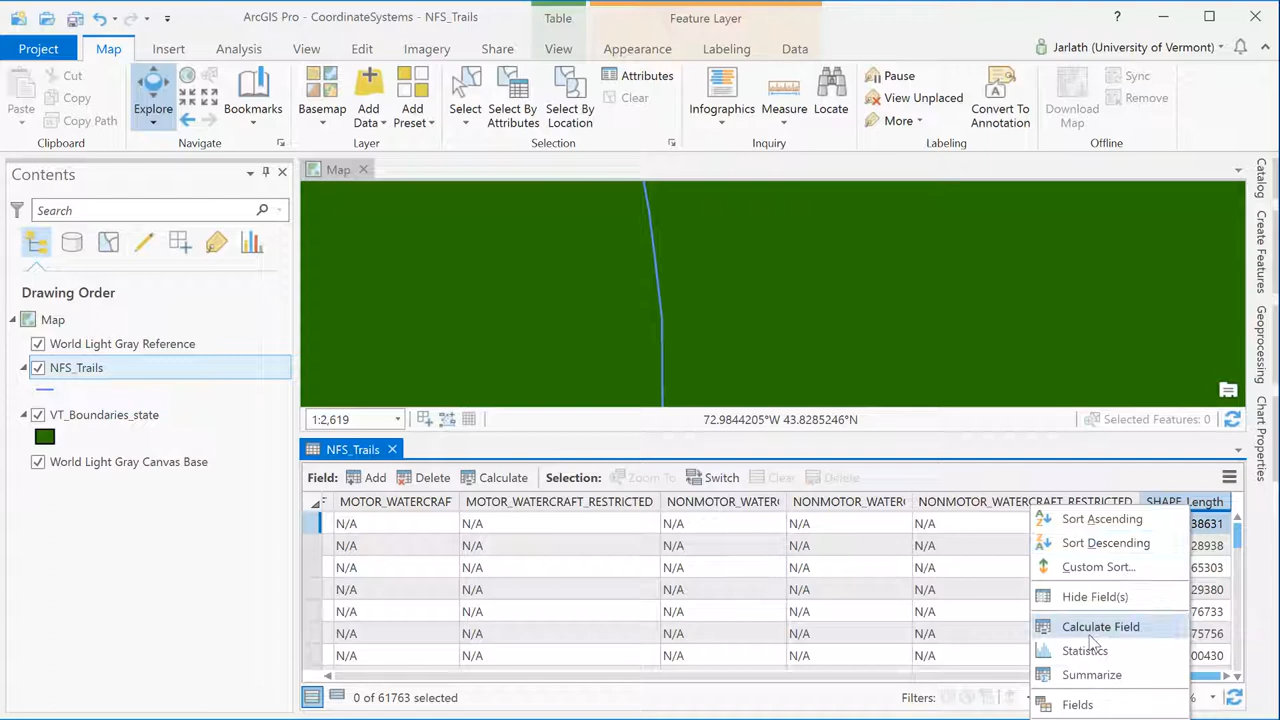 ArcGIS Pro - CoordinateSystems - NFS_Trails
Table
Feature Layer
?
Project
Map
Insert
Analysis
View
Edit
Imagery
Share
View
Appearance
Labeling
Data
Jarlath (University of Vermont)
Paste
Cut
Copy
Copy Path
Clipboard
Explore
Bookmarks
Navigate
Basemap
Add
Data
Add
Preset
Layer
Select
Select By
Attributes
Select By
Location
Attributes
Clear
Selection
Infographics
Measure
Locate
Inquiry
Pause
View Unplaced
More
Convert To
Annotation
Labeling
Download
Map
Sync
Remove
Offline
Contents
Search
Drawing Order
Map
World Light Gray Reference
NFS_Trails
VT_Boundaries_state
World Light Gray Canvas Base
Map
1:2,619
72.9844205°W 43.8285246°N
Selected Features: 0
Catalog
Create Features
Geoprocessing
Chart Properties
NFS_Trails
Field:
Add
Delete
Calculate
Selection:
Zoom To
Switch
Clear
Delete
MOTOR_WATERCRAF MOTOR_WATERCRAFT_RESTRICTED NONMOTOR_WATER NONMOTOR_WATER NONMOTOR_WATERCRAFT_RESTRICTED SHAPE_Length
N/A N/A N/A N/A N/A 38631
N/A N/A N/A N/A N/A 28938
N/A N/A N/A N/A N/A 65303
N/A N/A N/A N/A N/A 29380
N/A N/A N/A N/A N/A 76733
N/A N/A N/A N/A N/A 75756
N/A N/A N/A N/A N/A 00430
Sort Ascending
Sort Descending
Custom Sort...
Hide Field(s)
Calculate Field
Statistics
Summarize
Fields
0 of 61763 selected
Filters:
%